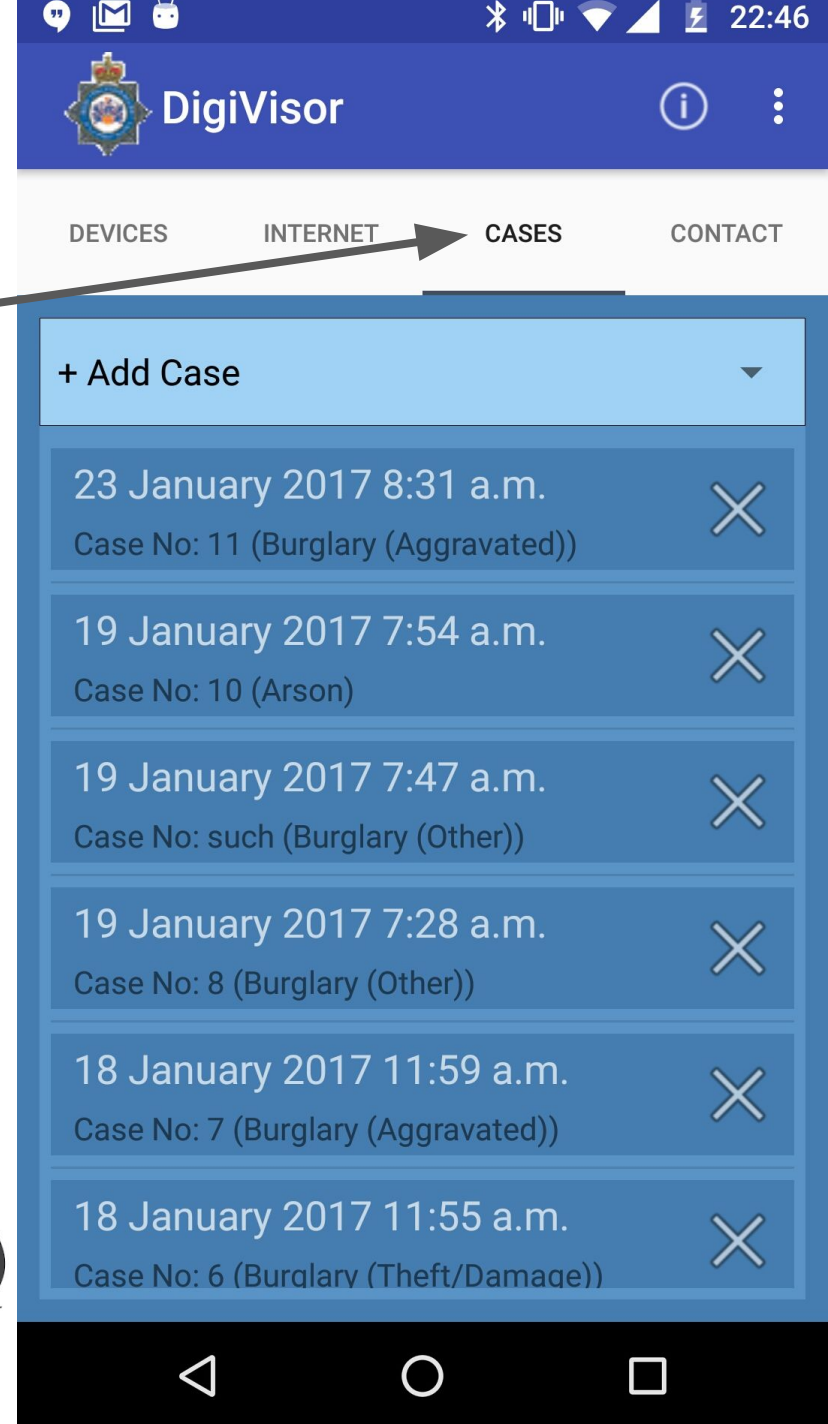 22:46
DigiVisor
DEVICES INTERNET CASES CONTACT
+ Add Case
23 January 2017 8:31 a.m.
Case No: 11 (Burglary (Aggravated))
19 January 2017 7:54 a.m.
Case No: 10 (Arson)
19 January 2017 7:47 a.m.
Case No: such (Burglary (Other))
19 January 2017 7:28 a.m.
Case No: 8 (Burglary (Other))
18 January 2017 11:59 a.m.
Case No: 7 (Burglary (Aggravated))
18 January 2017 11:55 a.m.
Case No: 6 (Burglary (Theft/Damage))